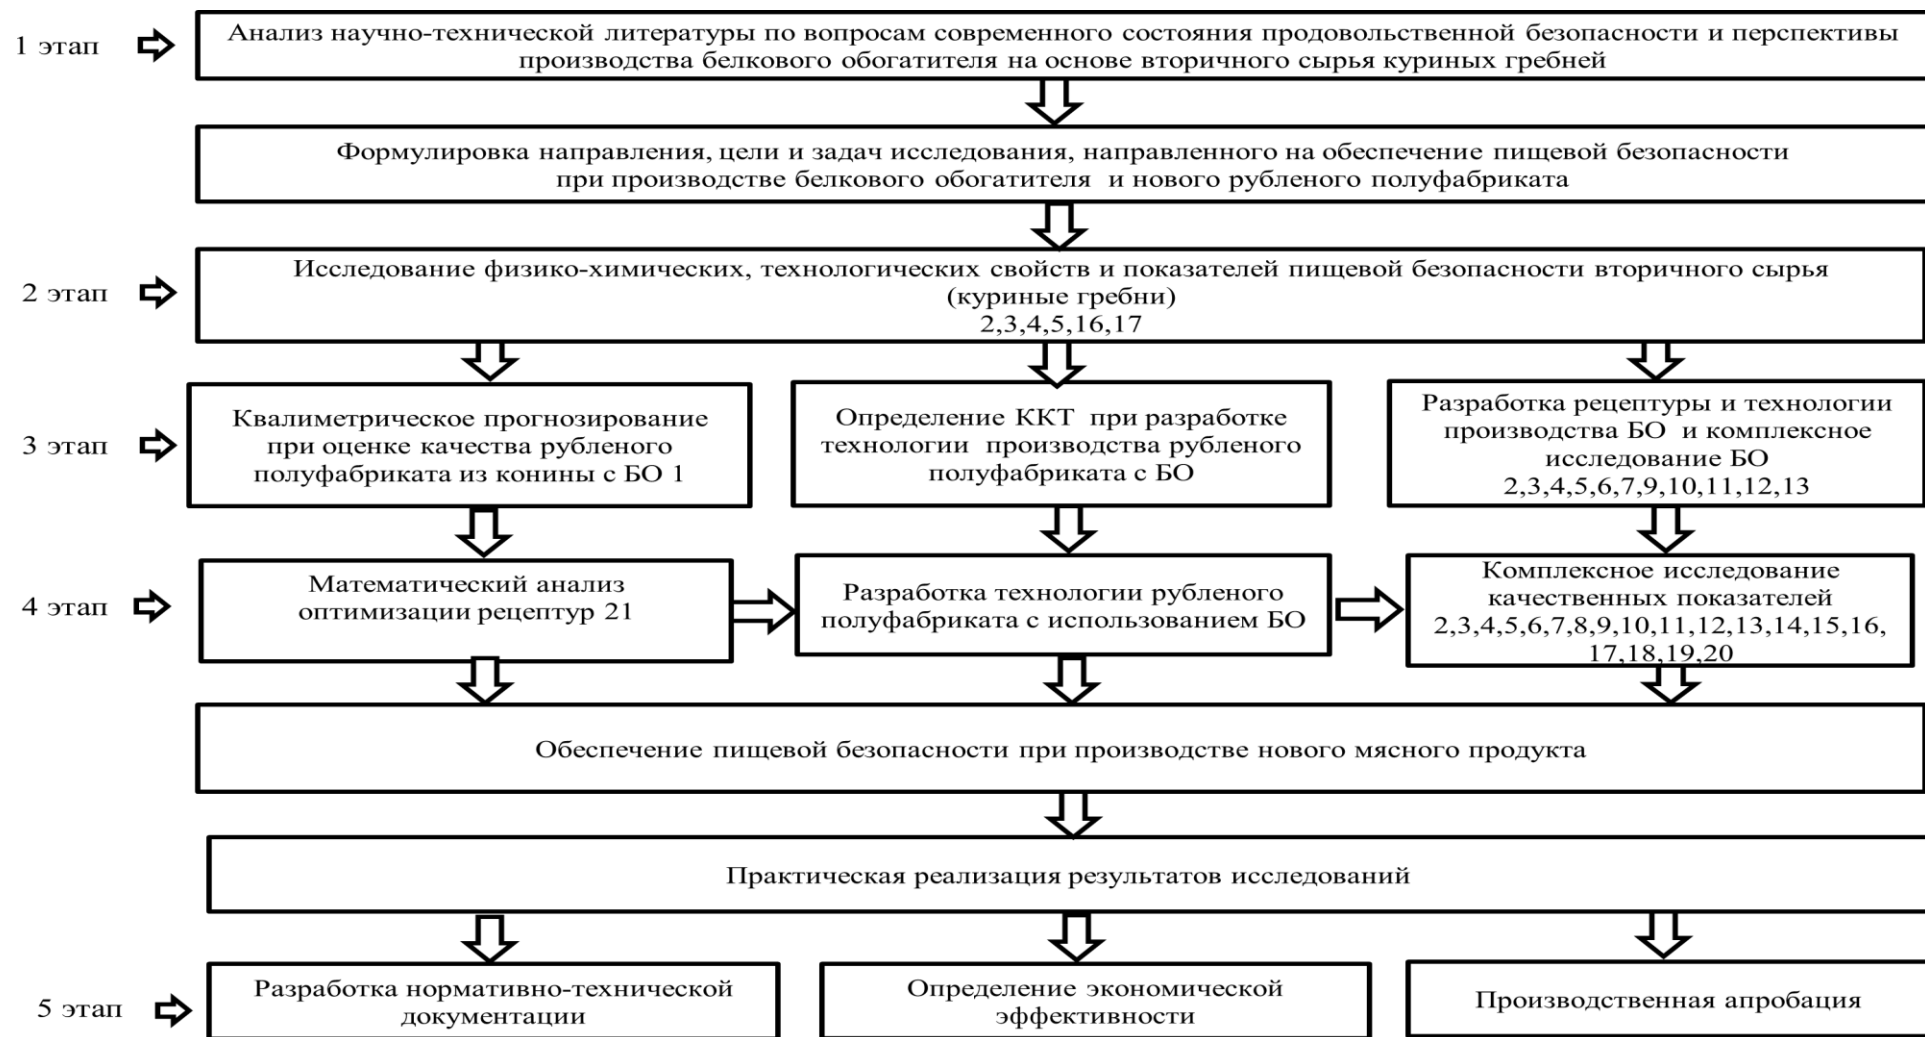 1 этап
Анализ научно-технической литературы по вопросам современного состояния продовольственной безопасности и перспективы
производства белкового обогатителя на основе вторичного сырья куриных гребней
Формулировка направления, цели и задач исследования, направленного на обеспечение пищевой безопасности
при производстве белкового обогатителя и нового рубленого полуфабриката
2 этап
Исследование физико-химических, технологических свойств и показателей пищевой безопасности вторичного сырья
(куриные гребни)
2,3,4,5,16,17
3 этап
Квалиметрическое прогнозирование
при оценке качества рубленого
полуфабриката из конины с БО 1
Определение ККТ при разработке
технологии производства рубленого
полуфабриката с БО
Разработка рецептуры и технологии
производства БО и комплексное
исследование БО
2,3,4,5,6,7,9,10,11,12,13
4 этап
Математический анализ
оптимизации рецептур 21
Разработка технологии рубленого
полуфабриката с использованием БО
Комплексное исследование
качественных показателей
2,3,4,5,6,7,8,9,10,11,12,13,14,15,16,
17,18,19,20
Обеспечение пищевой безопасности при производстве нового мясного продукта
Практическая реализация результатов исследований
5 этап
Разработка нормативно-технической
документации
Определение экономической
эффективности
Производственная апробация